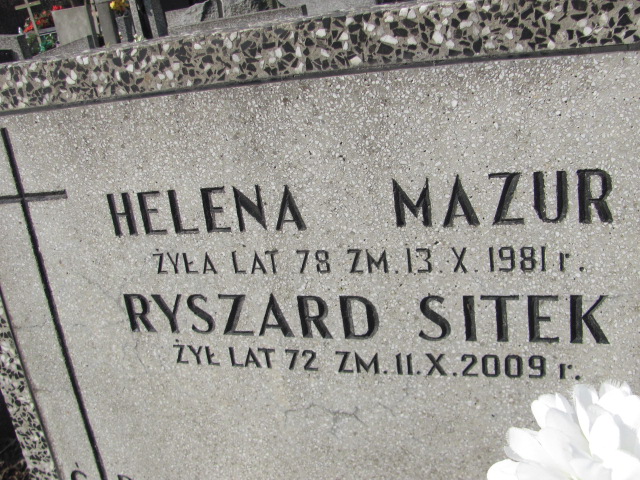 HELENA MAZUR
ŻYŁA LAT 78 ZM. 13. X. 1981 r.
RYSZARD SITEK
ŻYŁ LAT 72 ZM. 11. X. 2009 r.